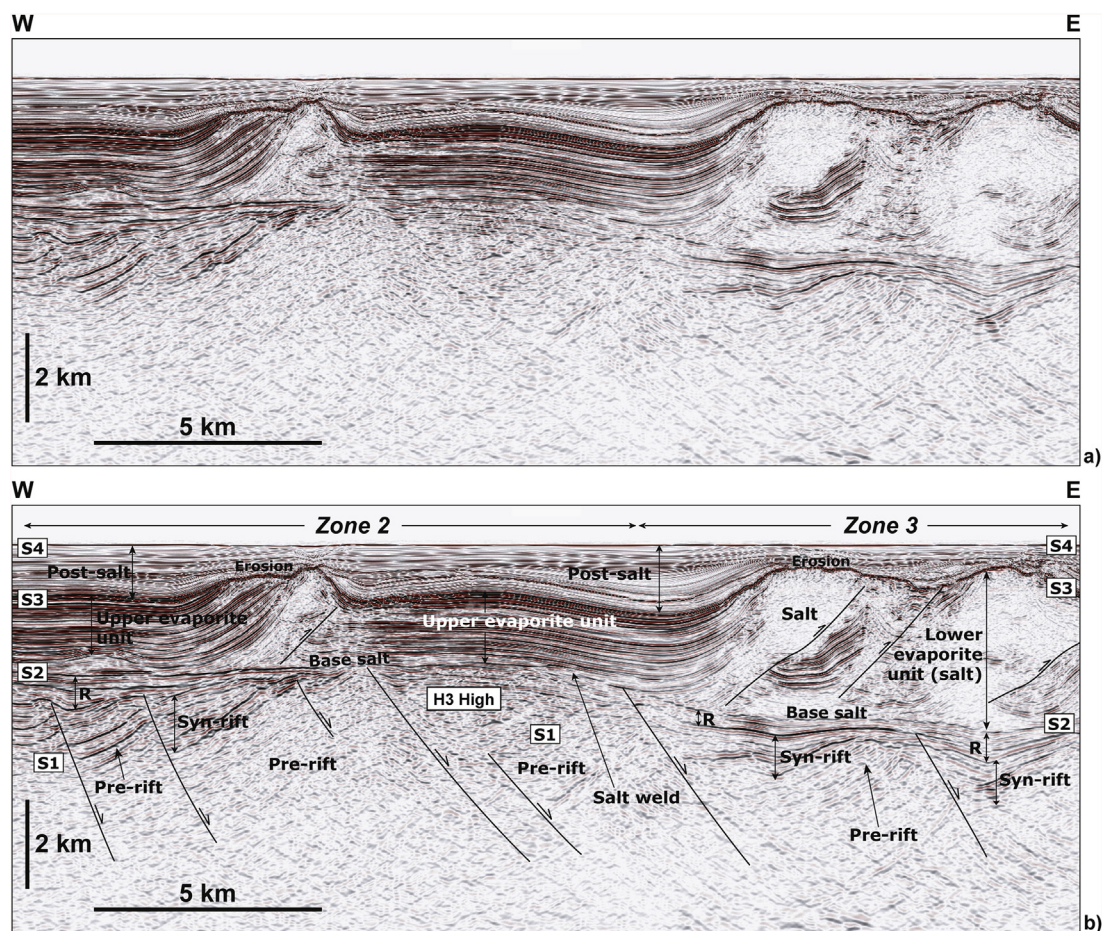 W E
2 km
5 km
a)
W E
Zone 2 Zone 3
S4 S4
Post-salt Erosion Post-salt Erosion
S3 S3
Upper evaporite unit
Upper evaporite unit
Salt
Lower evaporite unit (salt)
S2 Base salt
R H3 High Syn-rift
Base salt S2
R R
S1 S1
Pre-rift Pre-rift Pre-rift
Syn-rift Syn-rift
Salt weld
Pre-rift
2 km
5 km
b)